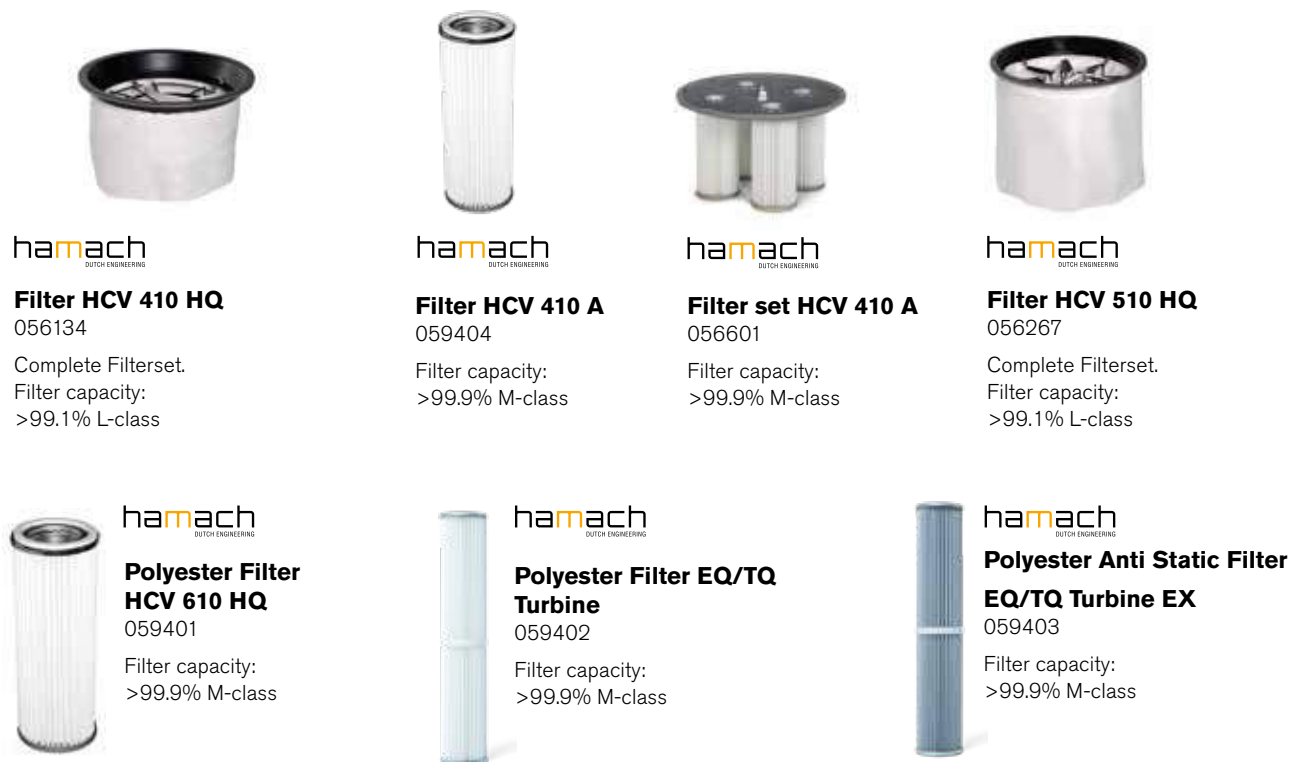 hamach
DUTCH ENGINEERING
Filter HCV 410 HQ
056134
Complete Filterset.
Filter capacity:
>99.1% L-class
hamach
DUTCH ENGINEERING
Filter HCV 410 A
059404
Filter capacity:
>99.9% M-class
hamach
DUTCH ENGINEERING
Filter set HCV 410 A
056601
Filter capacity:
>99.9% M-class
hamach
DUTCH ENGINEERING
Filter HCV 510 HQ
056267
Complete Filterset.
Filter capacity:
>99.1% L-class
hamach
DUTCH ENGINEERING
Polyester Filter
HCV 610 HQ
059401
Filter capacity:
>99.9% M-class
hamach
DUTCH ENGINEERING
Polyester Filter EQ/TQ
Turbine
059402
Filter capacity:
>99.9% M-class
hamach
DUTCH ENGINEERING
Polyester Anti Static Filter
EQ/TQ Turbine EX
059403
Filter capacity:
>99.9% M-class